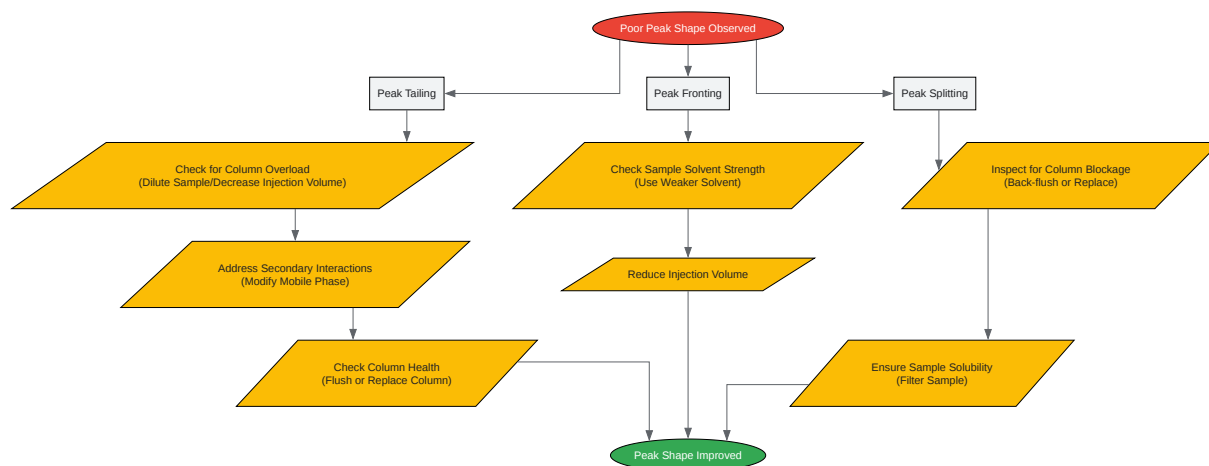 Poor Peak Shape Observed
Peak Tailing
Peak Fronting
Peak Splitting
Check for Column Overload
(Dilute Sample/Decrease Injection Volume)
Check Sample Solvent Strength
(Use Weaker Solvent)
Inspect for Column Blockage
(Back-flush or Replace)
Address Secondary Interactions
(Modify Mobile Phase)
Reduce Injection Volume
Check Column Health
(Flush or Replace Column)
Ensure Sample Solubility
(Filter Sample)
Peak Shape Improved